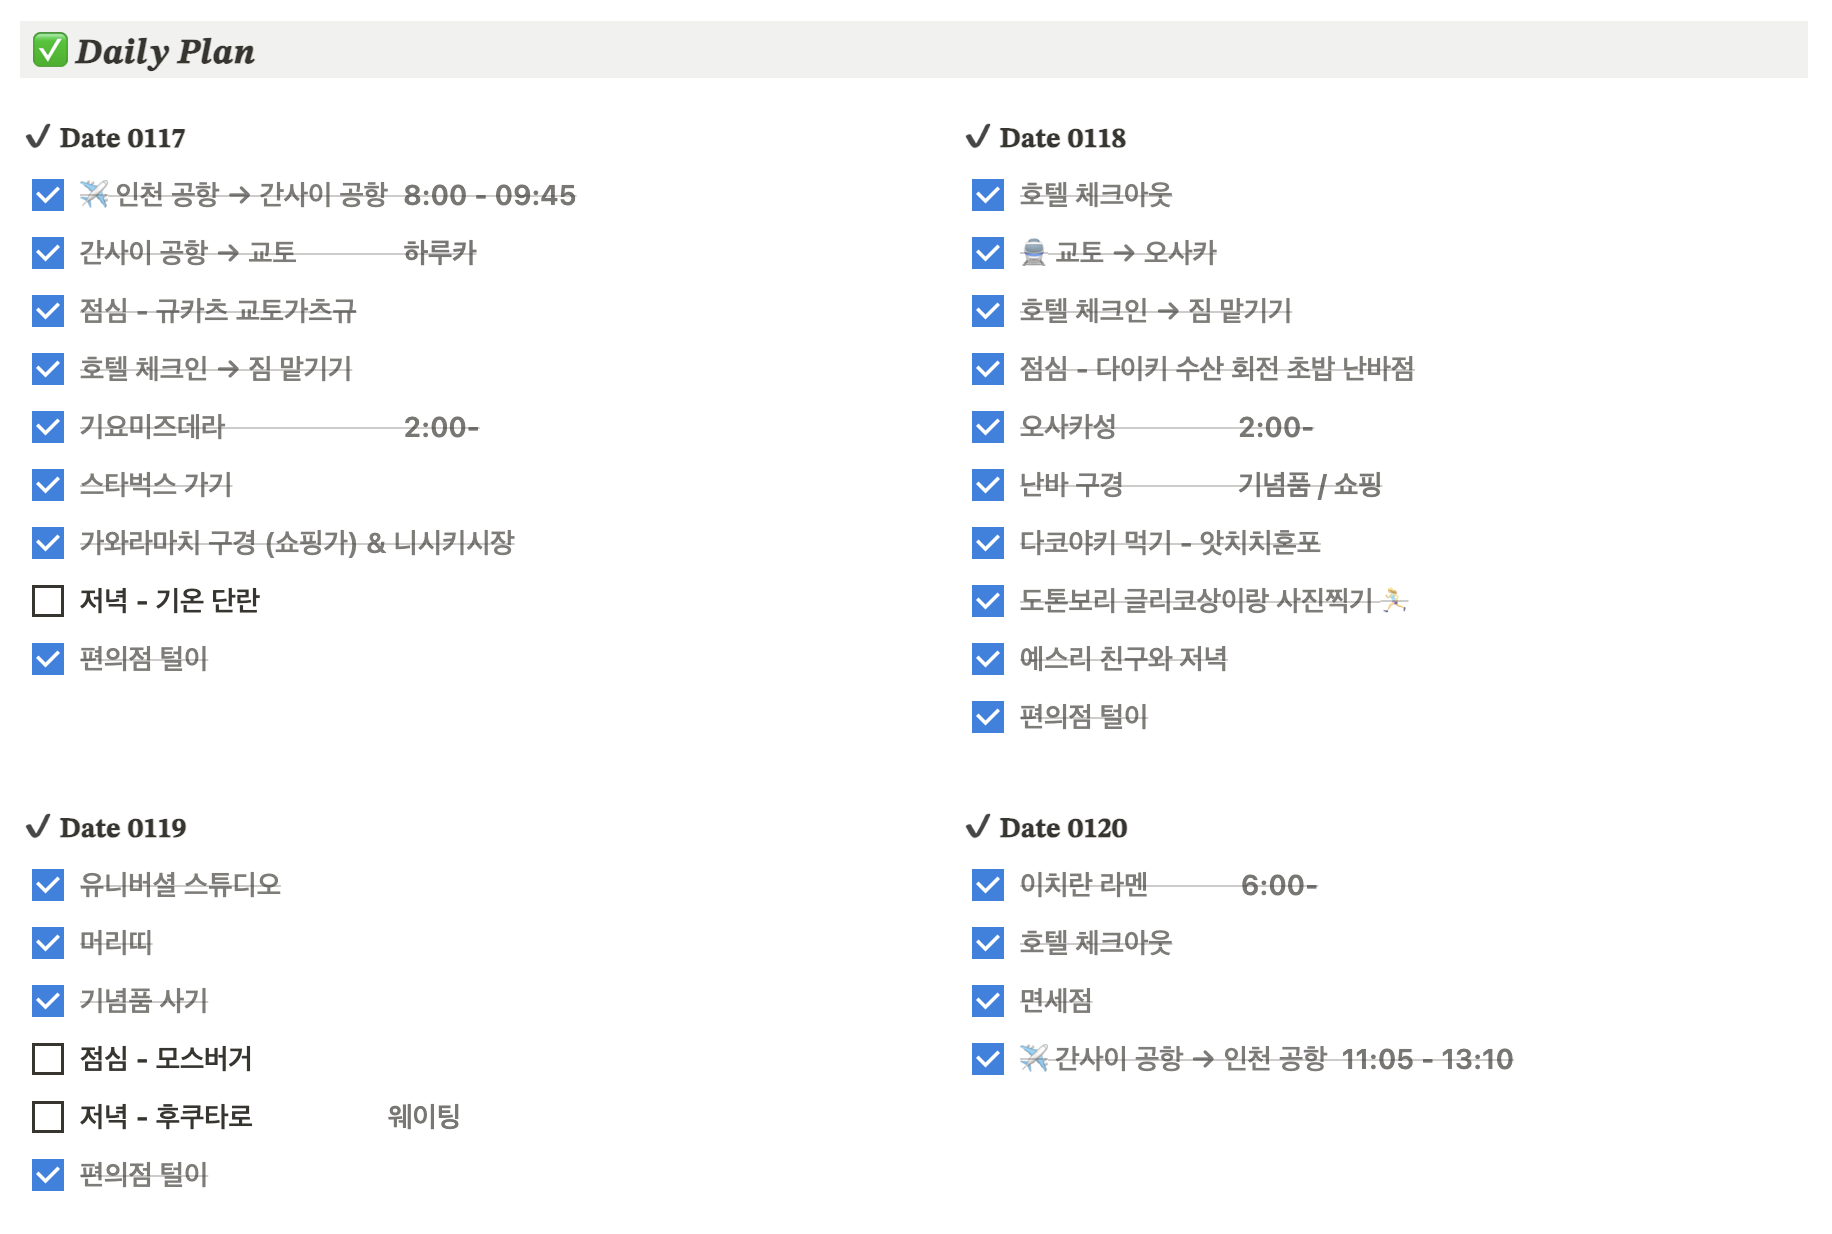 ✅ Daily Plan
✔ Date 0117
✈️ 인천 공항 → 간사이 공항 8:00 - 09:45
간사이 공항 → 교토 하루카
점심 - 규카츠 교토가츠규
호텔 체크인 → 짐 맡기기
기요미즈데라 2:00-
스타벅스 가기
가와라마치 구경 (쇼핑가) & 니시키시장
저녁 - 기온 단란
편의점 털이
✔ Date 0118
호텔 체크아웃
🚊 교토 → 오사카
호텔 체크인 → 짐 맡기기
점심 - 다이키 수산 회전 초밥 난바점
오사카성 2:00-
난바 구경 기념품 / 쇼핑
다코야키 먹기 - 앗치치혼포
도톤보리 글리코상이랑 사진찍기 🏃
예스리 친구와 저녁
편의점 털이
✔ Date 0119
유니버셜 스튜디오
머리띠
기념품 사기
점심 - 모스버거
저녁 - 후쿠타로 웨이팅
편의점 털이
✔ Date 0120
이치란 라멘 6:00-
호텔 체크아웃
면세점
✈️ 간사이 공항 → 인천 공항 11:05 - 13:10